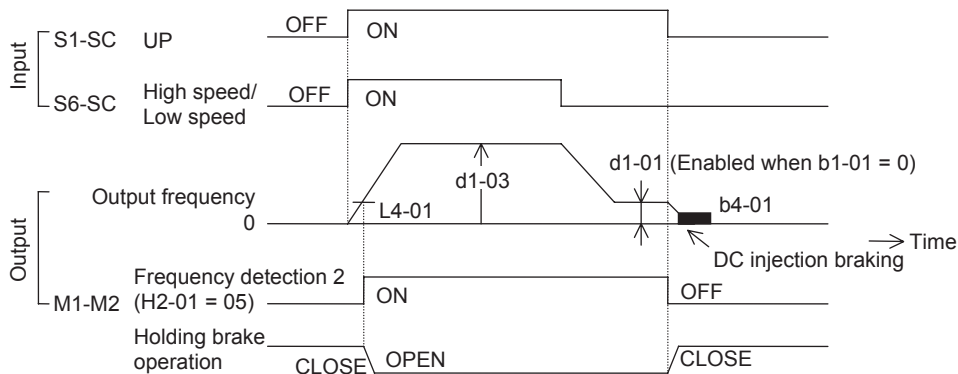 Input
S1-SC UP OFF ON
S6-SC High speed/
Low speed OFF ON
Output
Output frequency
0
L4-01
d1-03
d1-01 (Enabled when b1-01 = 0)
b4-01
DC injection braking
Time
M1-M2 Frequency detection 2
(H2-01 = 05) ON OFF
Holding brake
operation CLOSE OPEN CLOSE